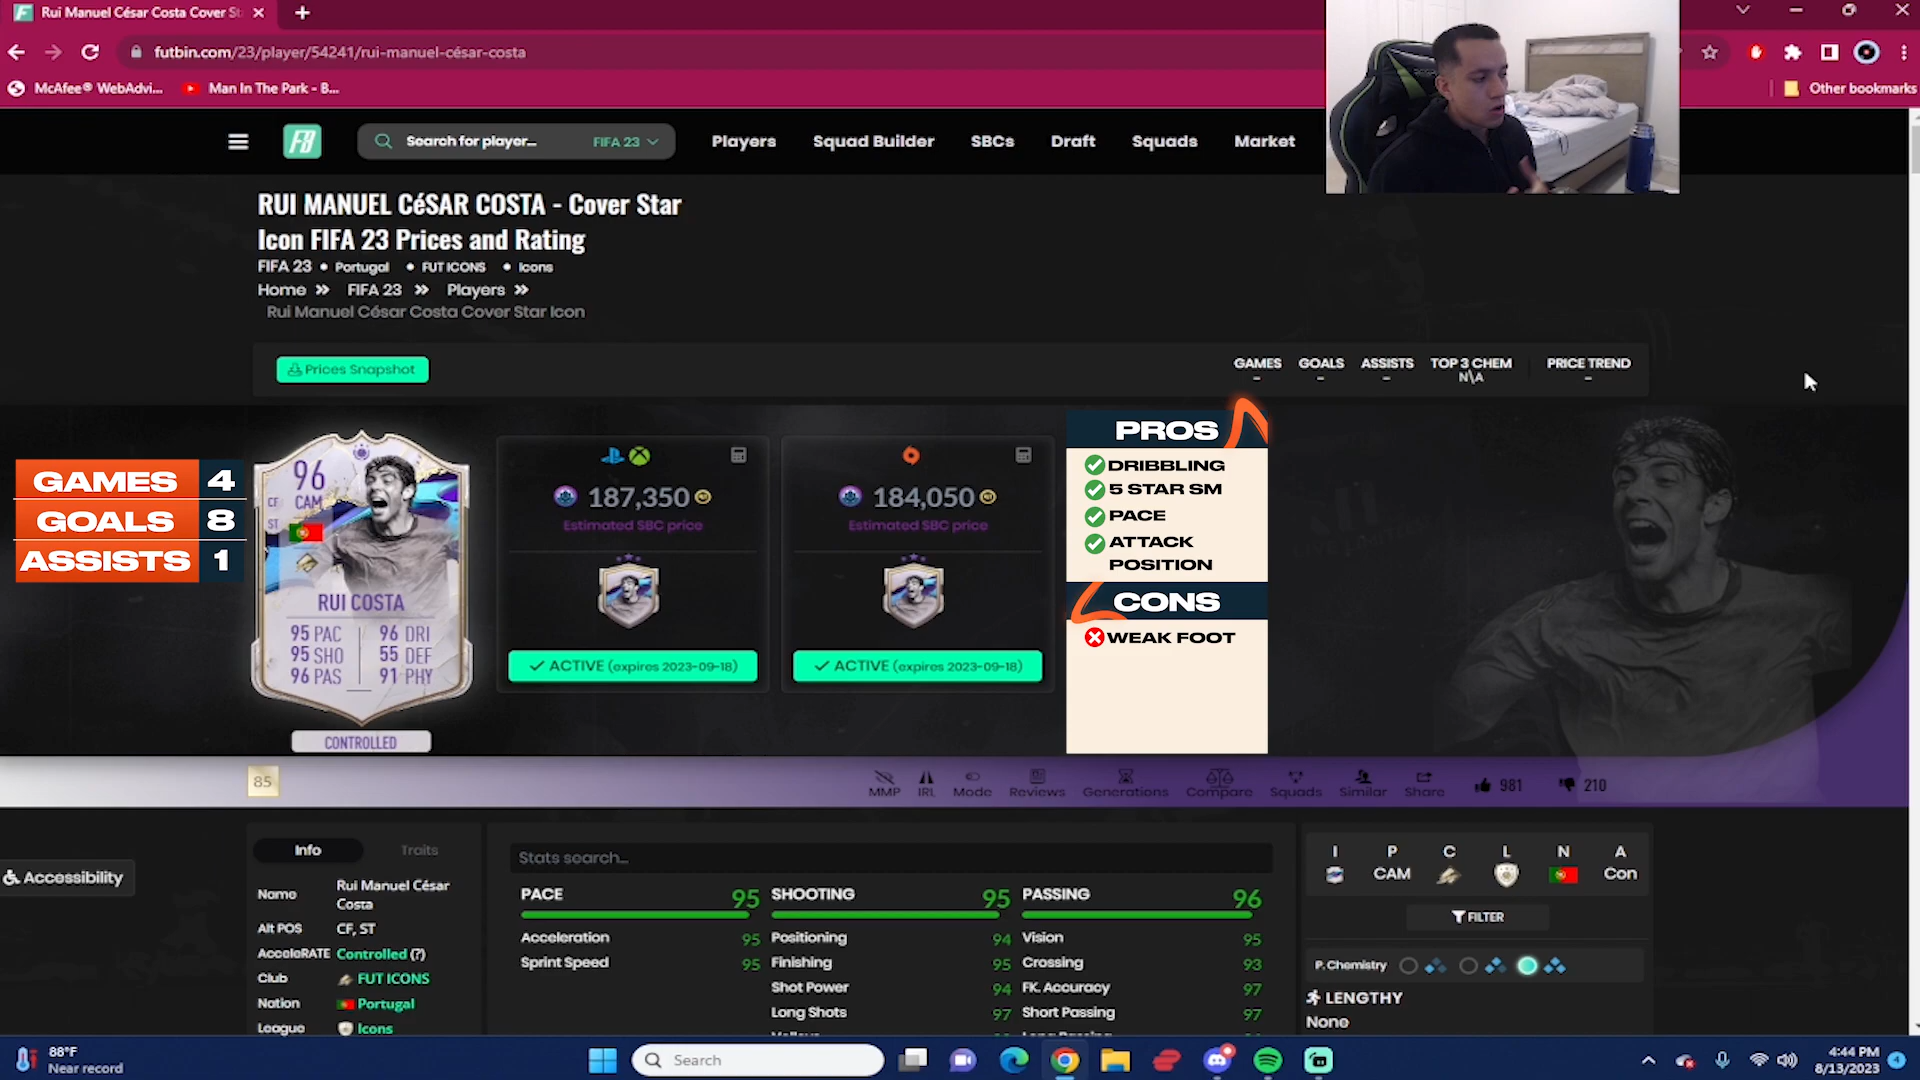 Rui Manuel César Costa Cover St
futbin.com/23/player/54241/rui-manuel-césar-costa
McAfee® WebAdvi...
Man In The Park - B...
Other bookmarks
Search for player...
FIFA 23
Players
Squad Builder
SBCs
Draft
Squads
Market
RUI MANUEL CéSAR COSTA - Cover Star
Icon FIFA 23 Prices and Rating
FIFA 23 • Portugal • FUT ICONS • Icons
Home » FIFA 23 » Players »
Rui Manuel César Costa Cover Star Icon
Prices Snapshot
GAMES
-
GOALS
-
ASSISTS
-
TOP 3 CHEM
N\A
PRICE TREND
-
GAMES 4
GOALS 8
ASSISTS 1
96
CAM
CF
ST
RUI COSTA
95 PAC 96 DRI
95 SHO 55 DEF
96 PAS 91 PHY
CONTROLLED
187,350
Estimated SBC price
ACTIVE (expires 2023-09-18)
184,050
Estimated SBC price
ACTIVE (expires 2023-09-18)
PROS
DRIBBLING
5 STAR SM
PACE
ATTACK
POSITION
CONS
WEAK FOOT
85
MMP
IRL
Mode
Reviews
Generations
Compare
Squads
Similar
Share
981
210
Accessibility
Info
Traits
Name Rui Manuel César
Costa
Alt POS CF, ST
AcceleRATE Controlled (?)
Club FUT ICONS
Nation Portugal
League Icons
Stats search...
PACE 95
Acceleration 95
Sprint Speed 95
SHOOTING 95
Positioning 94
Finishing 95
Shot Power 94
Long Shots 97
PASSING 96
Vision 95
Crossing 93
FK. Accuracy 97
Short Passing 97
I P C L N A
CAM Con
FILTER
P. Chemistry
LENGTHY
None
88°F
Near record
Search
4:44 PM
8/13/2023
4